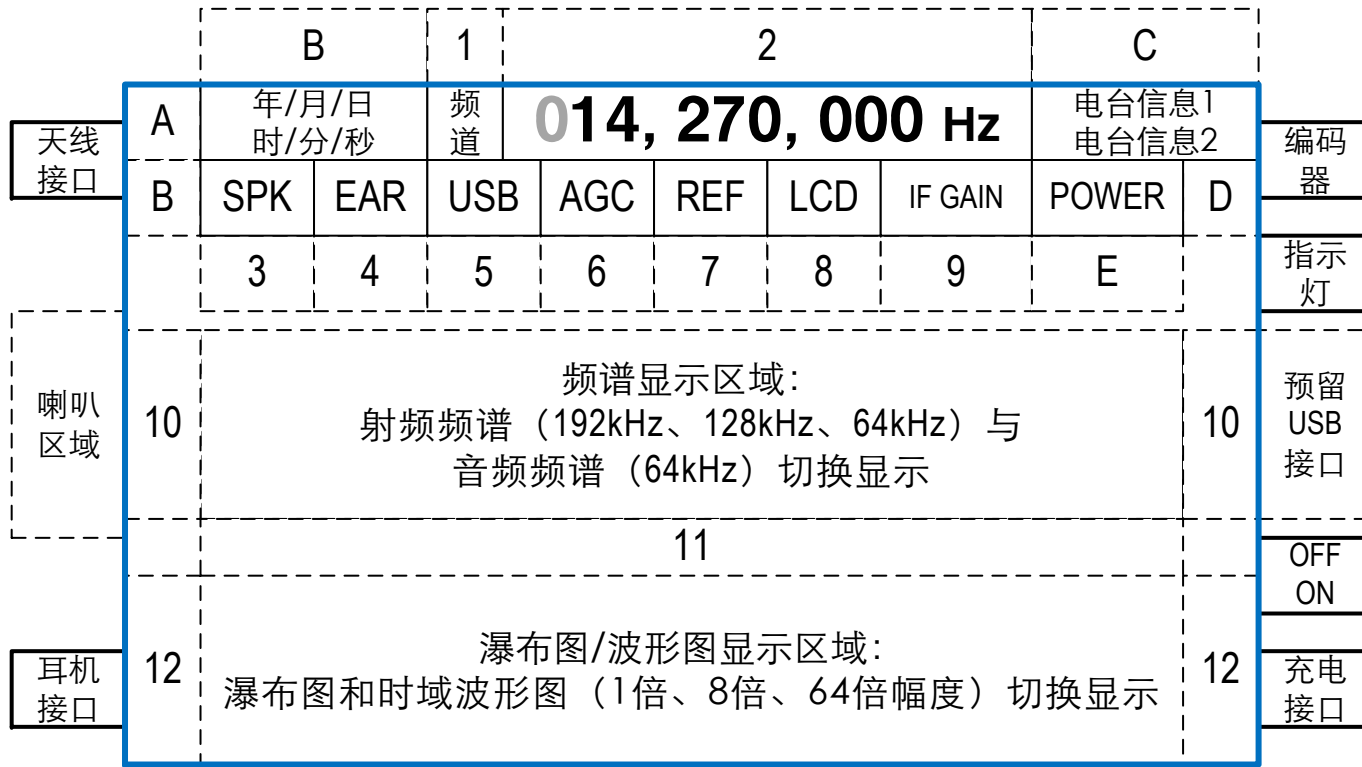 B
1
2
C
A
年/月/日
时/分/秒
频
道
014, 270, 000 Hz
电台信息1
电台信息2
天线
接口
编码
器
B
SPK
EAR
USB
AGC
REF
LCD
IF GAIN
POWER
D
3
4
5
6
7
8
9
E
指示
灯
喇叭
区域
10
频谱显示区域：
射频频谱（192kHz、128kHz、64kHz）与
音频频谱（64kHz）切换显示
10
预留
USB
接口
11
OFF
ON
耳机
接口
12
瀑布图/波形图显示区域：
瀑布图和时域波形图（1倍、8倍、64倍幅度）切换显示
12
充电
接口